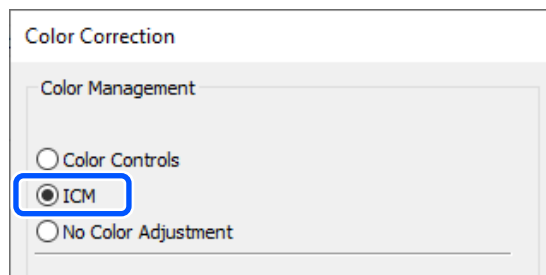 Color Correction
Color Management
Color Controls
ICM
No Color Adjustment